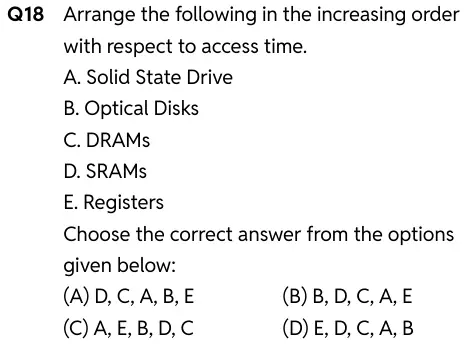 Q18 Arrange the following in the increasing order
with respect to access time.
A. Solid State Drive
B. Optical Disks
C. DRAMs
D. SRAMs
E. Registers
Choose the correct answer from the options
given below:
(A) D, C, A, B, E (B) B, D, C, A, E
(C) A, E, B, D, C (D) E, D, C, A, B